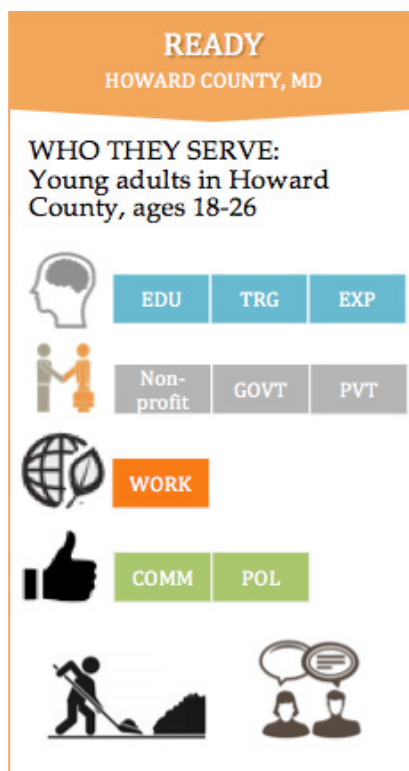 READY
HOWARD COUNTY, MD
WHO THEY SERVE:
Young adults in Howard
County, ages 18-26
EDU TRG EXP
Non-
profit GOVT PVT
WORK
COMM POL